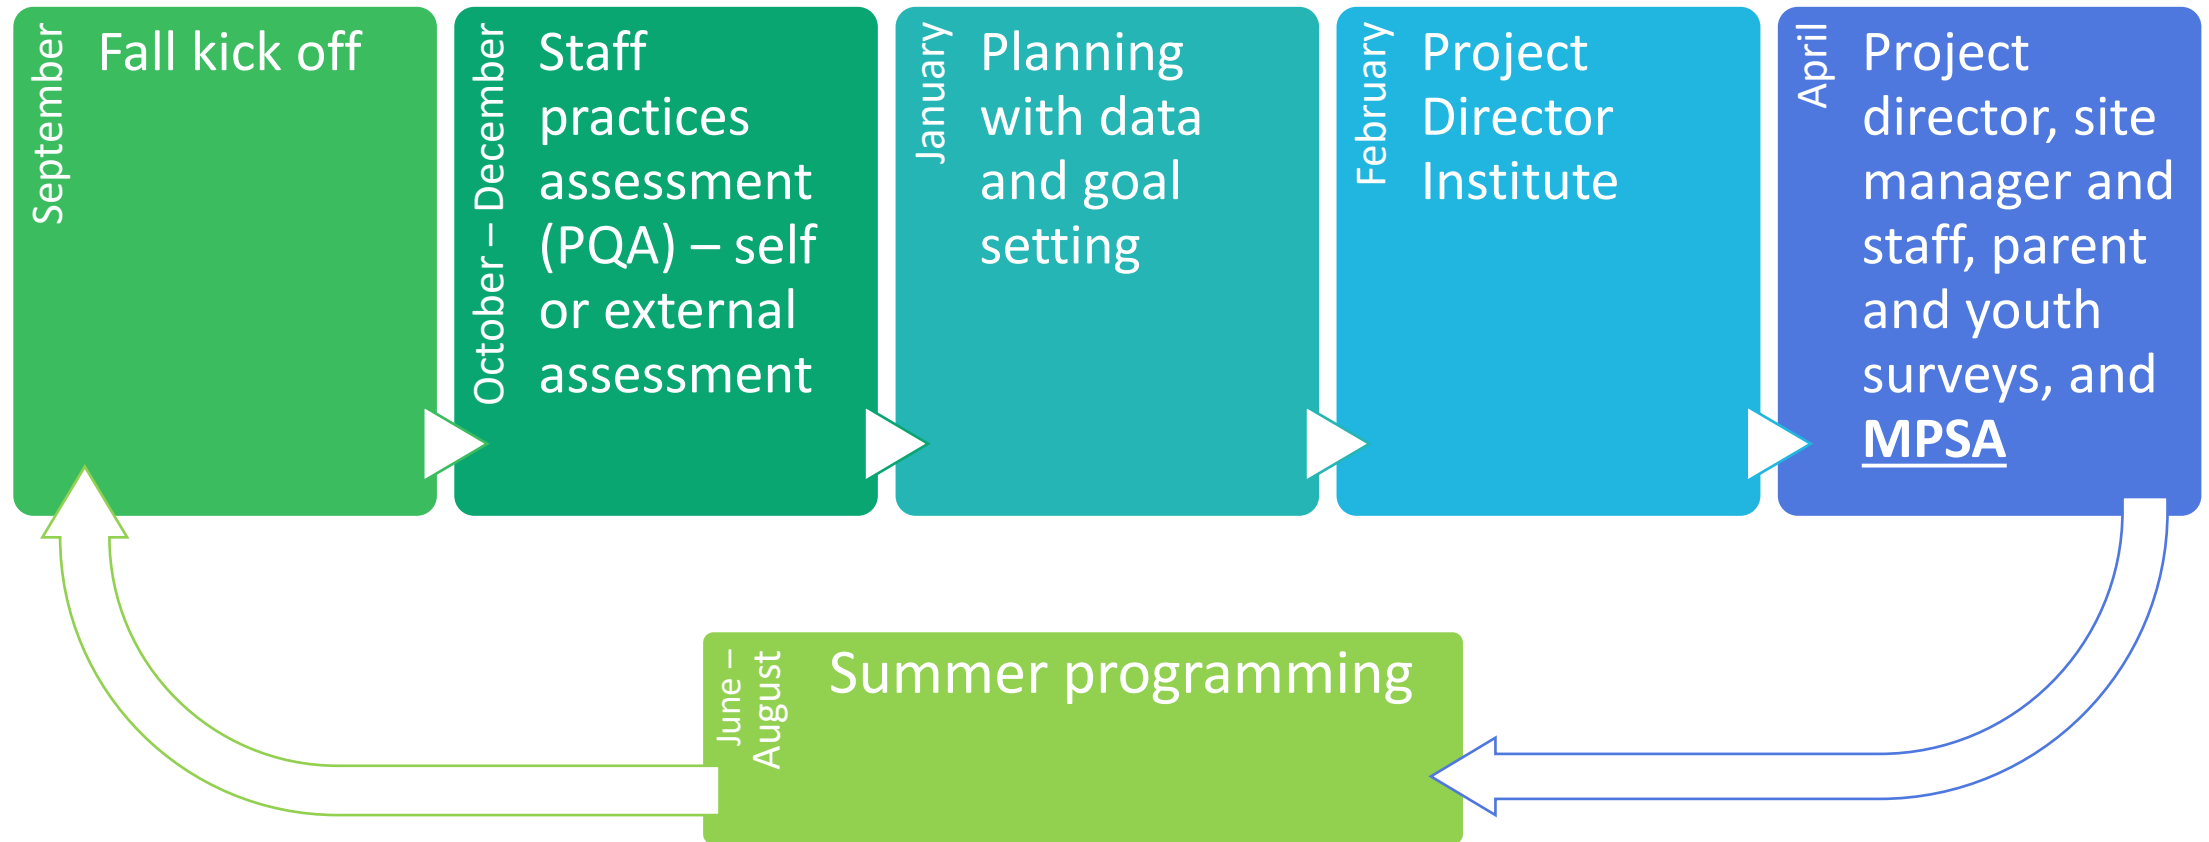 September
Fall kick off
October – December
Staff
practices
assessment
(PQA) – self
or external
assessment
January
Planning
with data
and goal
setting
February
Project
Director
Institute
April
Project
director, site
manager and
staff, parent
and youth
surveys, and
MPSA
June –
August
Summer programming